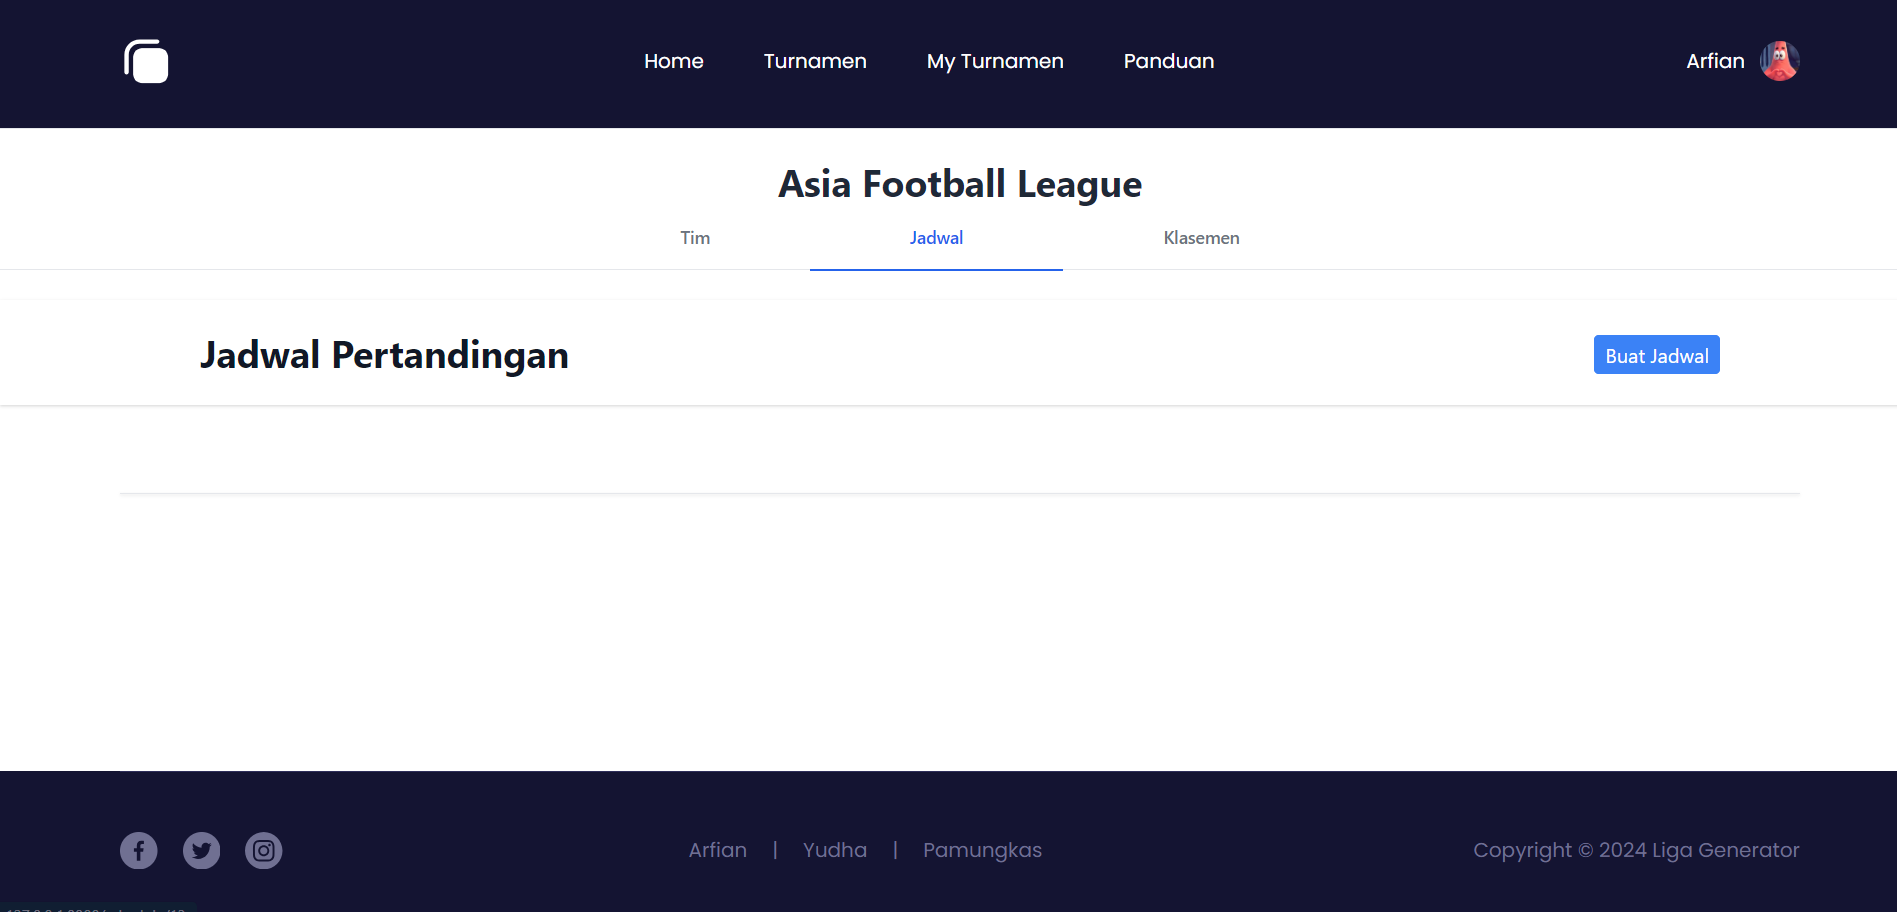 Home Turnamen My Turnamen Panduan Arfian
Asia Football League
Tim Jadwal Klasemen
Jadwal Pertandingan Buat Jadwal
Arfian | Yudha | Pamungkas Copyright © 2024 Liga Generator